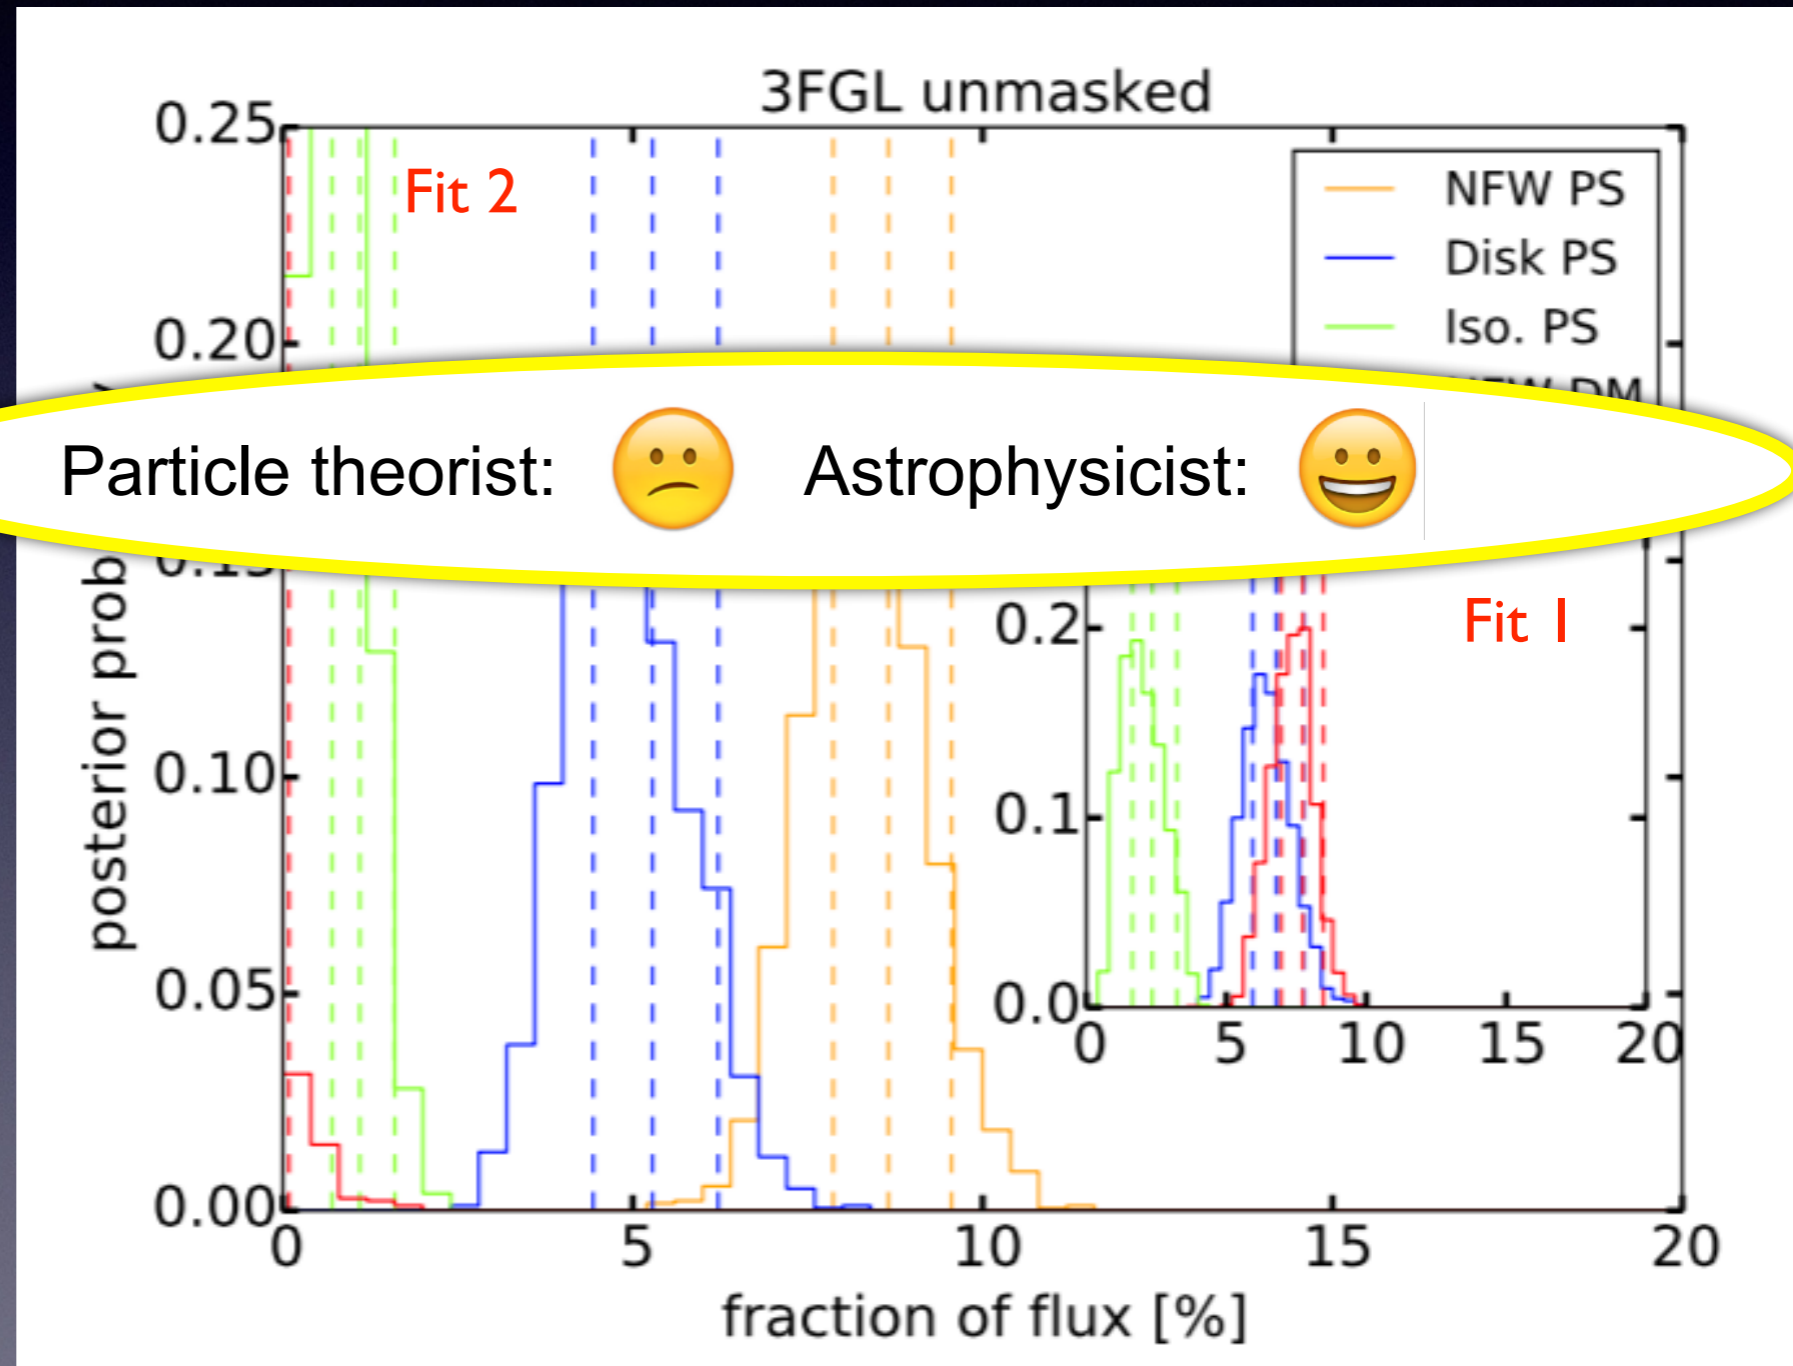 3FGL unmasked
0.25
Fit 2
NFW PS
Disk PS
Iso. PS
0.20
DM
Particle theorist: 😕 Astrophysicist: 😀
posterior prob
0.2
Fit 1
0.10
0.1
0.05
0.0
0 5 10 15 20
0.00
0 5 10 15 20
fraction of flux [%]